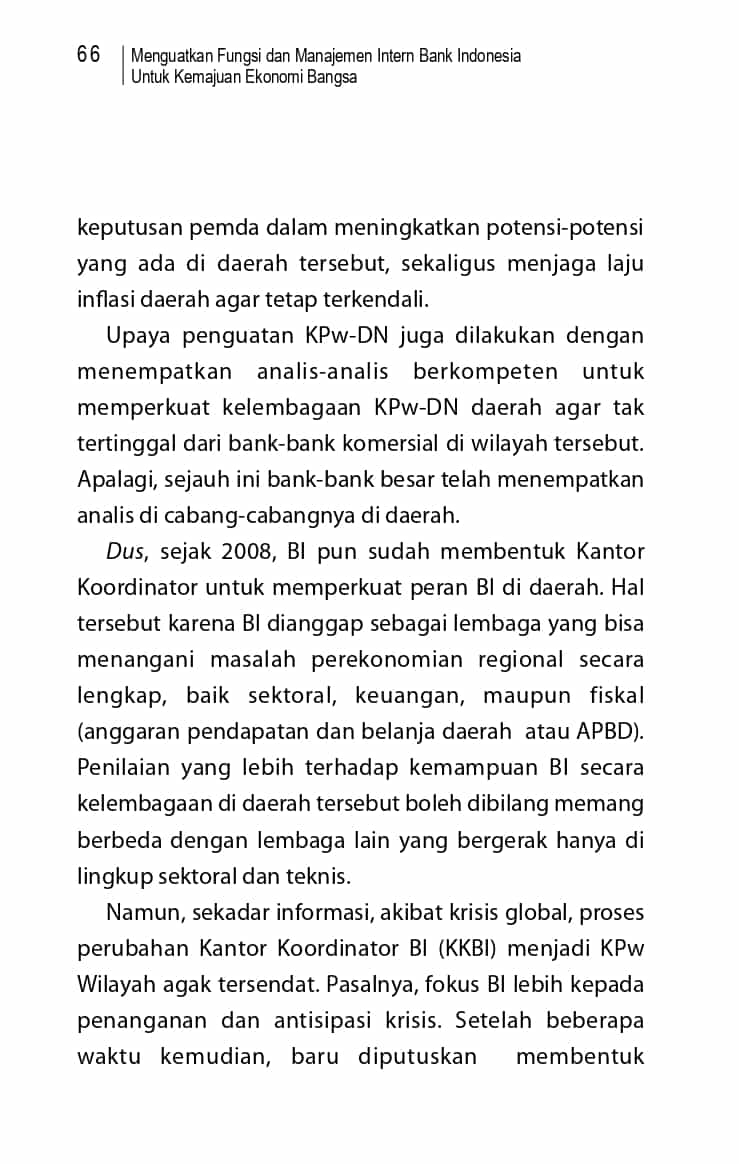 66
Menguatkan Fungsi dan Manajemen Intern Bank Indonesia
Untuk Kemajuan Ekonomi Bangsa
keputusan pemda dalam meningkatkan potensi-potensi
yang ada di daerah tersebut, sekaligus menjaga laju
inflasi daerah agar tetap terkendali.
Upaya penguatan KPw-DN juga dilakukan dengan
menempatkan analis-analis berkompeten untuk
memperkuat kelembagaan KPw-DN daerah agar tak
tertinggal dari bank-bank komersial di wilayah tersebut.
Apalagi, sejauh ini bank-bank besar telah menempatkan
analis di cabang-cabangnya di daerah.
Dus, sejak 2008, BI pun sudah membentuk Kantor
Koordinator untuk memperkuat peran BI di daerah. Hal
tersebut karena BI dianggap sebagai lembaga yang bisa
menangani masalah perekonomian regional secara
lengkap, baik sektoral, keuangan, maupun fiskal
(anggaran pendapatan dan belanja daerah atau APBD).
Penilaian yang lebih terhadap kemampuan BI secara
kelembagaan di daerah tersebut boleh dibilang memang
berbeda dengan lembaga lain yang bergerak hanya di
lingkup sektoral dan teknis.
Namun, sekadar informasi, akibat krisis global, proses
perubahan Kantor Koordinator BI (KKBI) menjadi KPw
Wilayah agak tersendat. Pasalnya, fokus BI lebih kepada
penanganan dan antisipasi krisis. Setelah beberapa
waktu kemudian, baru diputuskan membentuk